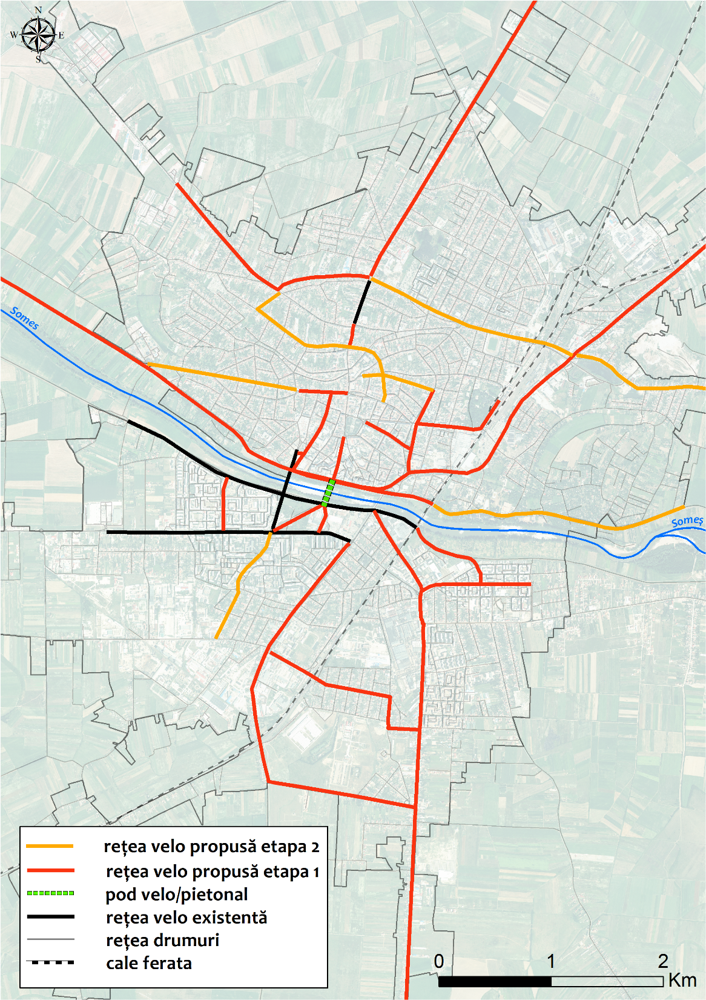 N
W E
S
Someș
Someș
rețea velo propusă etapa 2
rețea velo propusă etapa 1
pod velo/pietonal
rețea velo existentă
rețea drumuri
cale ferata
0 1 2
Km